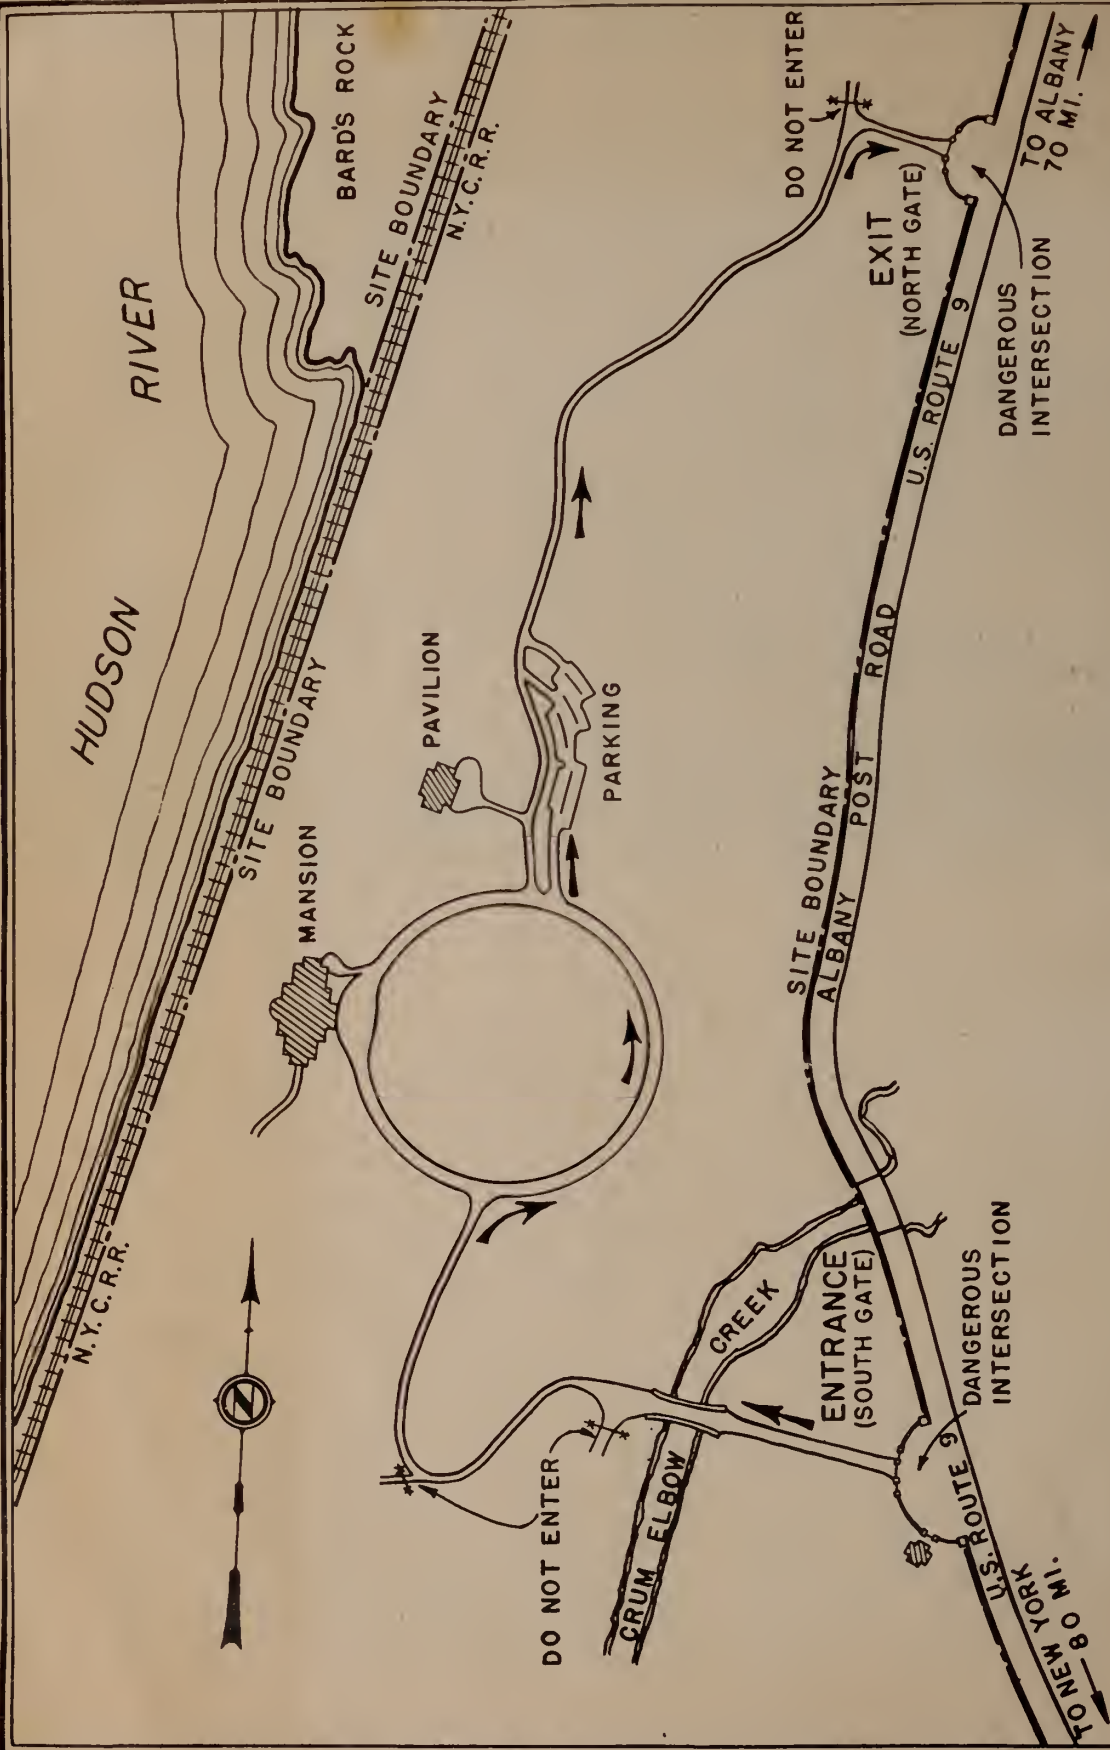 HUDSON
RIVER
BARD'S ROCK
SITE BOUNDARY
N.Y.C.R.R.
SITE BOUNDARY
N.Y.C.R.R.
MANSION
PAVILION
PARKING
DO NOT ENTER
EXIT
(NORTH GATE)
DANGEROUS
INTERSECTION
TO ALBANY
70 MI.
U.S. ROUTE 9
SITE BOUNDARY
ALBANY POST ROAD
N
DO NOT ENTER
CRUM ELBOW
CREEK
ENTRANCE
(SOUTH GATE)
DANGEROUS
INTERSECTION
U.S. ROUTE 9
TO NEW YORK
80 MI.